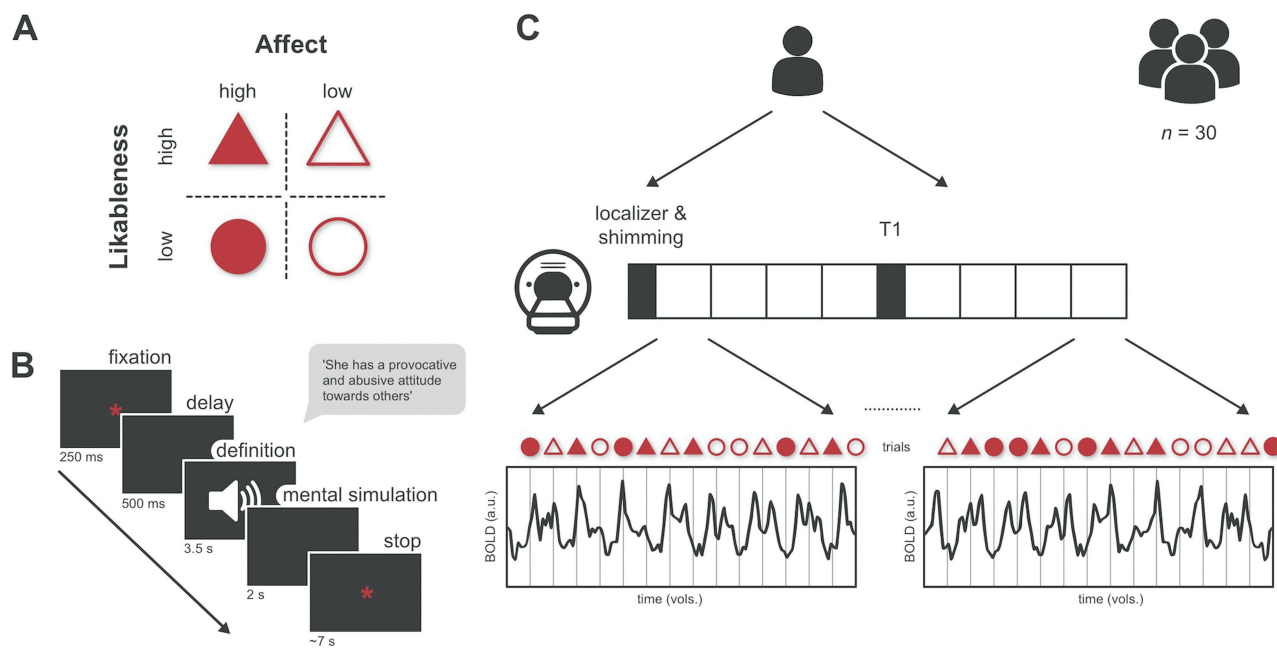 A
Affect
high
low
Likableness
high
low
B
fixation
250 ms
delay
500 ms
definition
3.5 s
'She has a provocative
and abusive attitude
towards others'
mental simulation
2 s
stop
*
*
~7 s
C
n = 30
localizer &
shimming
T1
trials
BOLD (a.u.)
time (vols.)
BOLD (a.u.)
time (vols.)